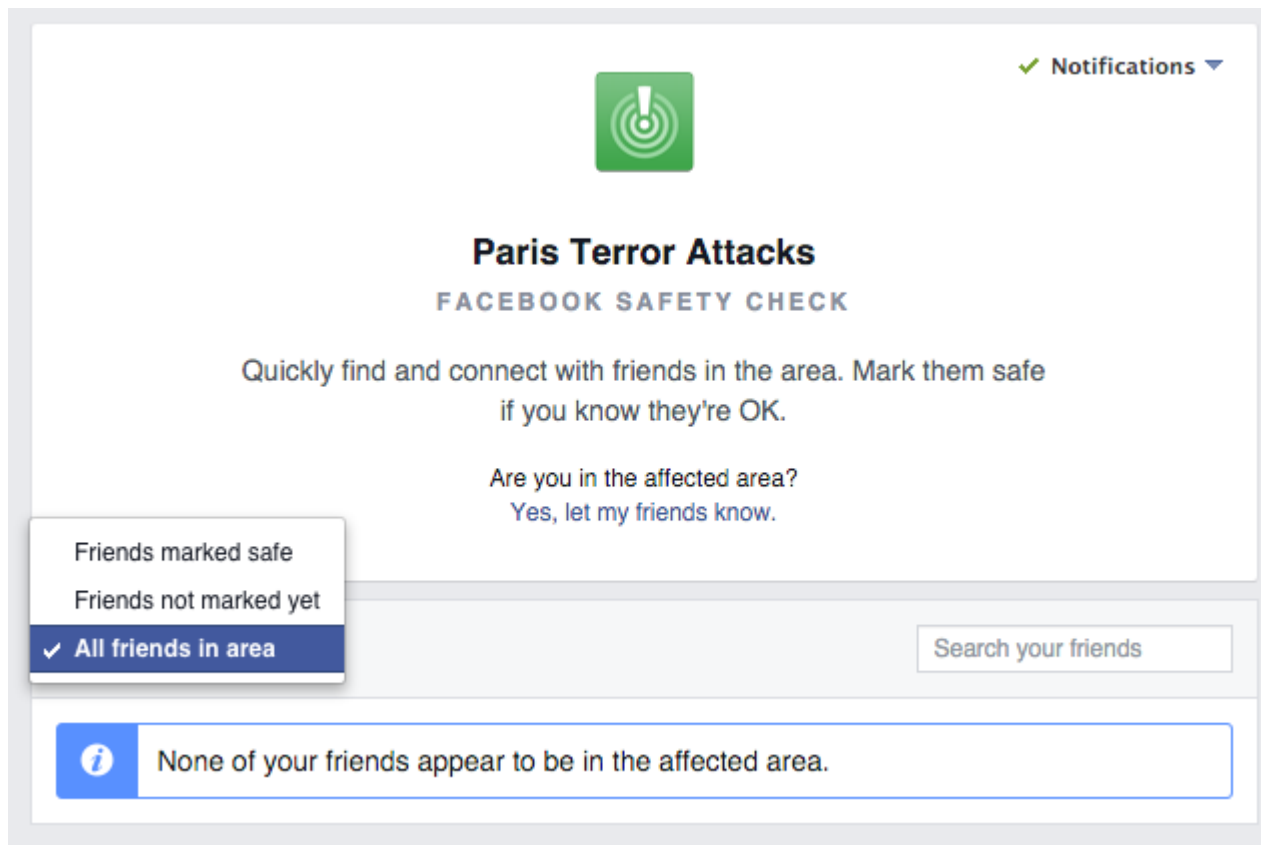 Notifications
Paris Terror Attacks
FACEBOOK SAFETY CHECK
Quickly find and connect with friends in the area. Mark them safe
if you know they're OK.
Are you in the affected area?
Yes, let my friends know.
Friends marked safe
Friends not marked yet
All friends in area
Search your friends
None of your friends appear to be in the affected area.